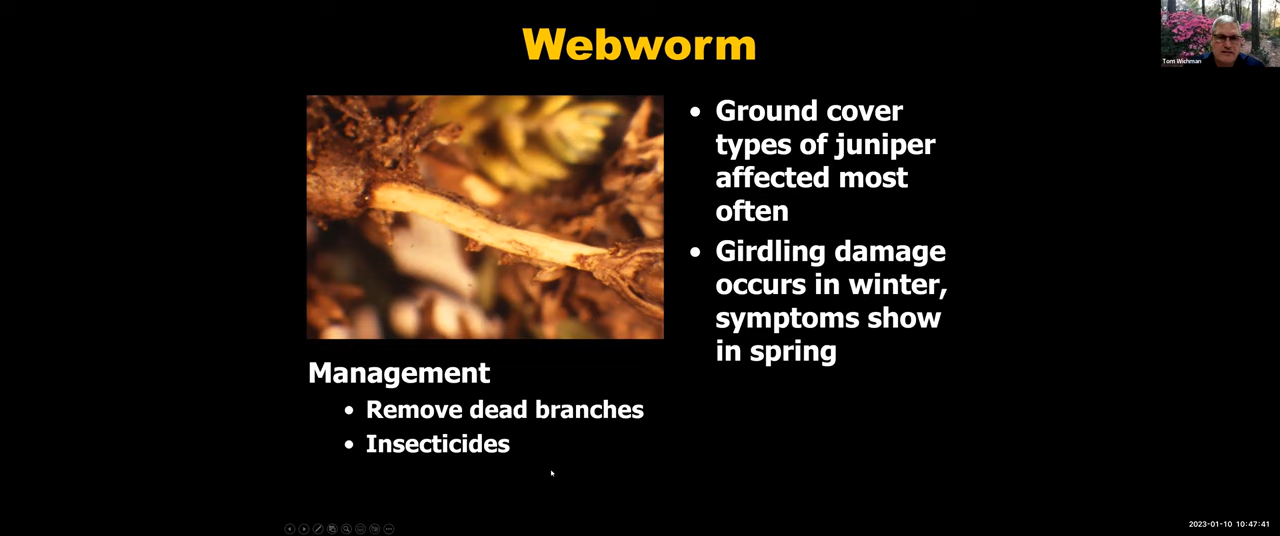 Webworm
Tom Wichman
• Ground cover
types of juniper
affected most
often
• Girdling damage
occurs in winter,
symptoms show
in spring
Management
• Remove dead branches
• Insecticides
2023-01-10 10:47:41